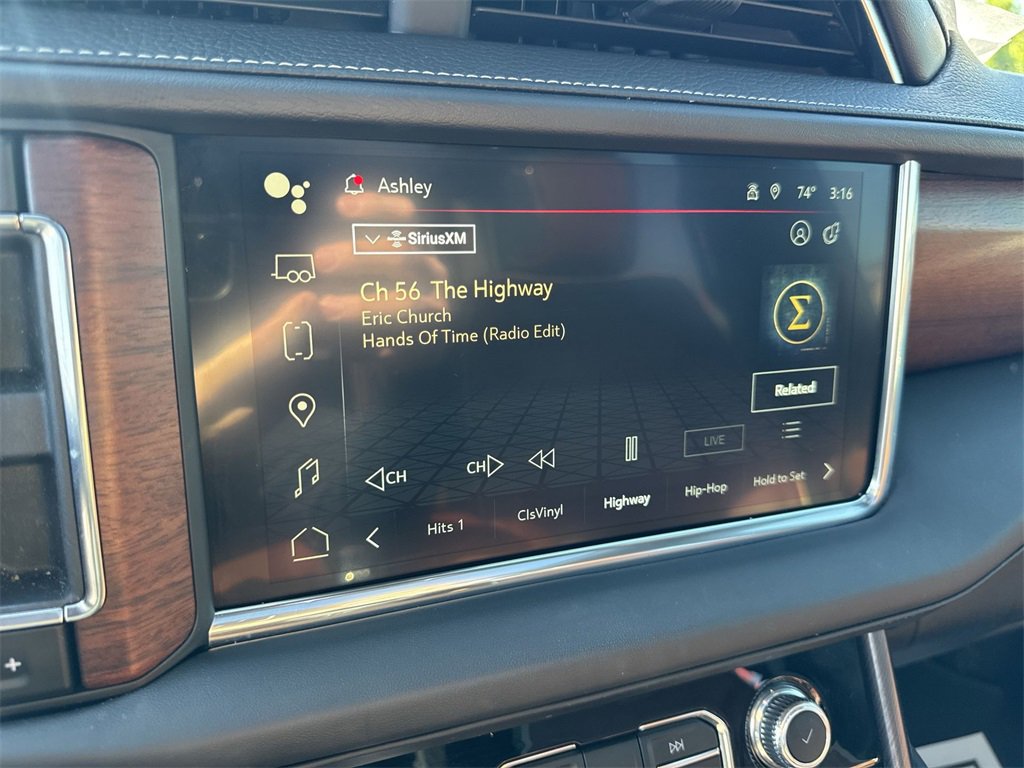 Ashley
74° 3:16
SiriusXM
Ch 56 The Highway
Eric Church
Hands Of Time (Radio Edit)
Σ
Related
CH
CH
LIVE
Hits 1
ClsVinyl
Highway
Hip-Hop
Hold to Set
+